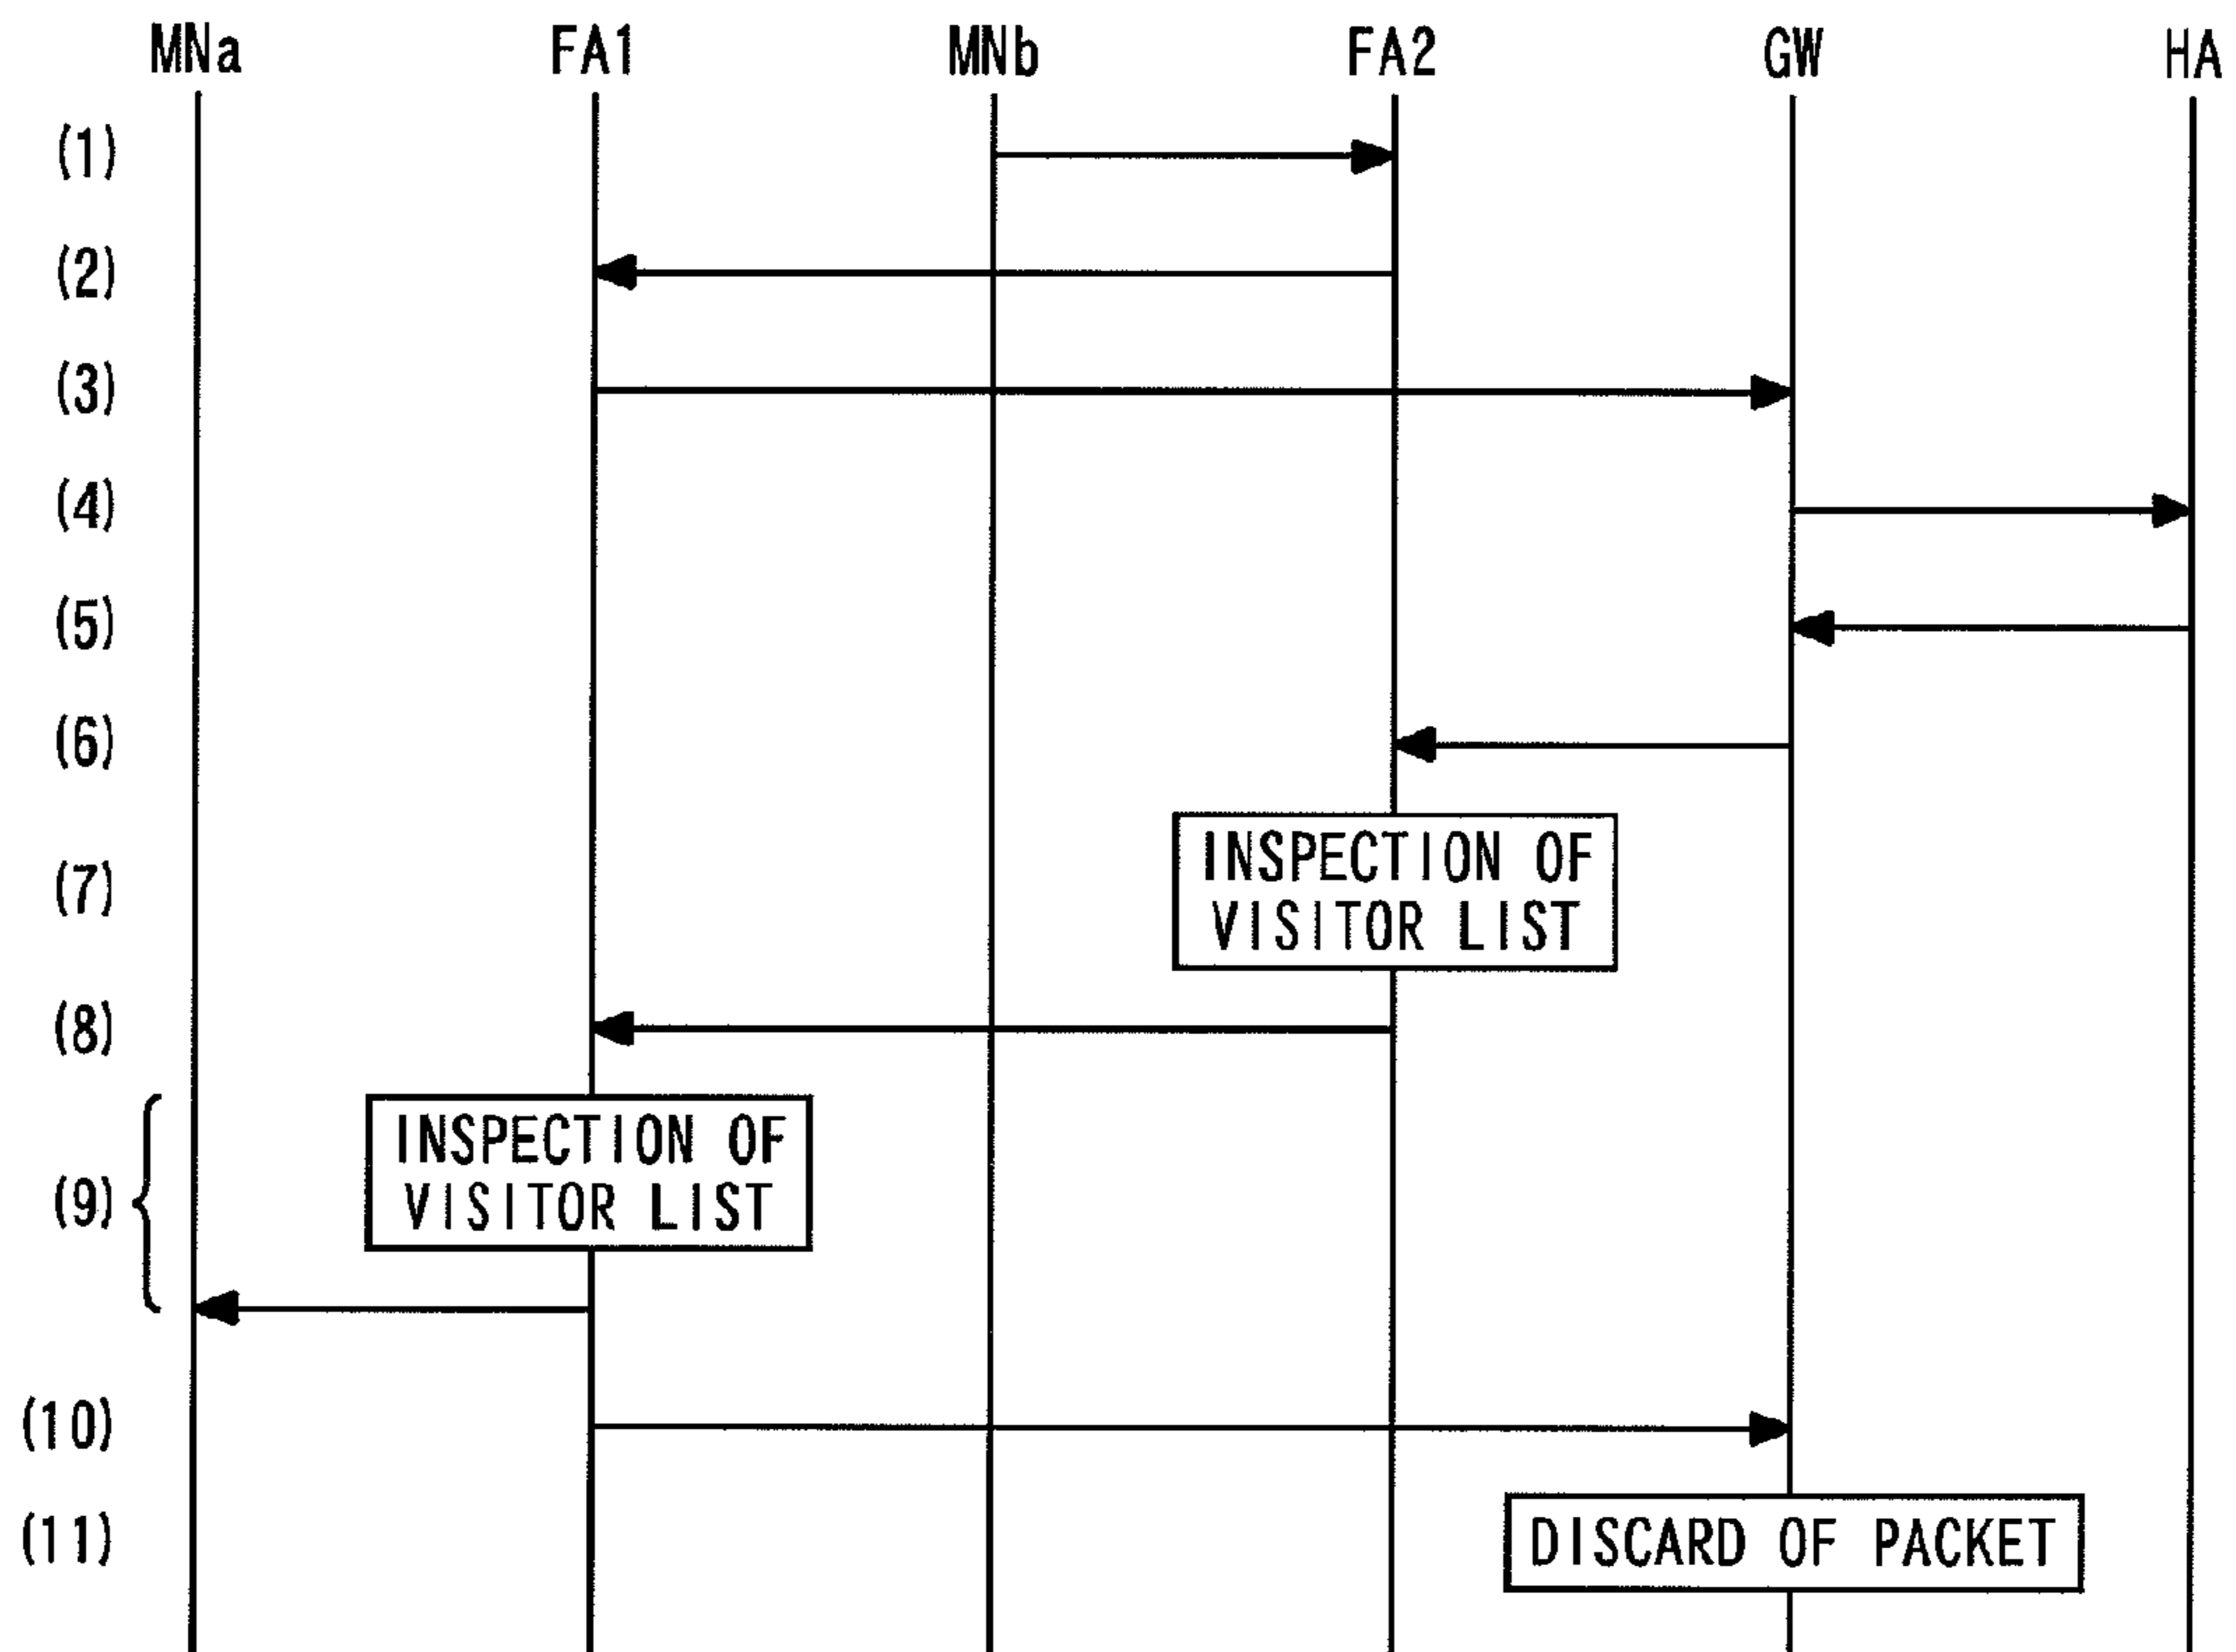 MNa FA1 MNb FA2 GW HA
(1)
(2)
(3)
(4)
(5)
(6)
(7)
INSPECTION OF
VISITOR LIST
(8)
(9)
INSPECTION OF
VISITOR LIST
(10)
(11)
DISCARD OF PACKET